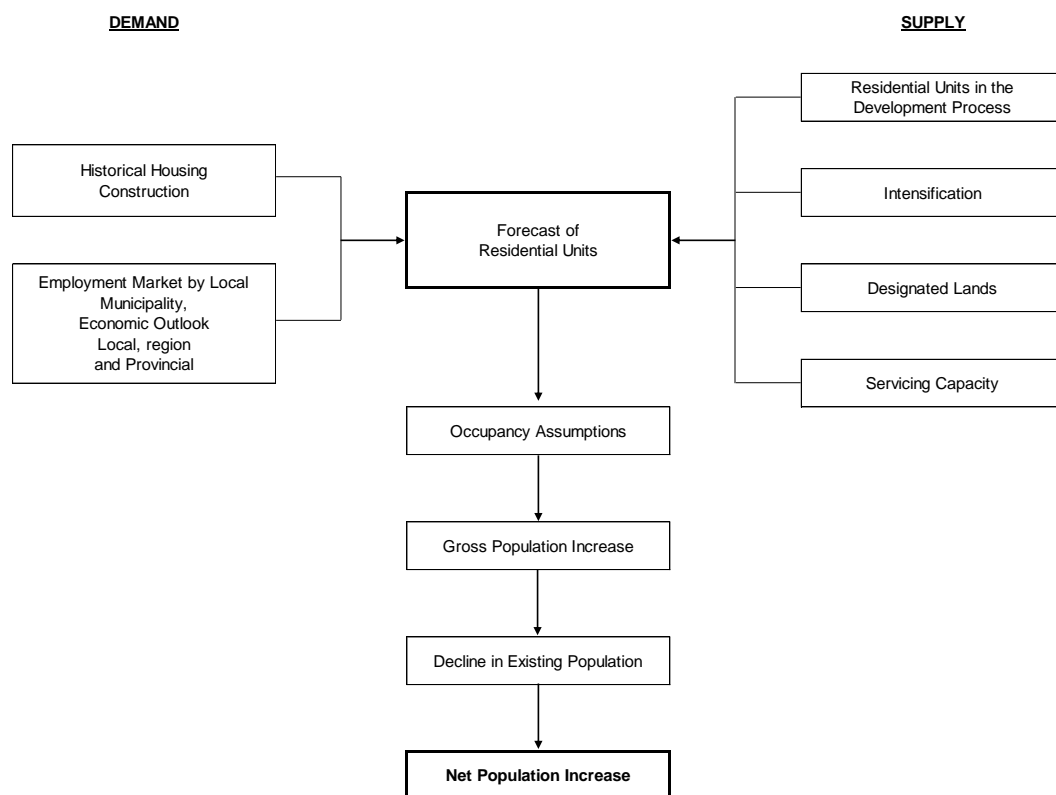 DEMAND
SUPPLY
Residential Units in the
Development Process
Historical Housing
Construction
Intensification
Forecast of
Residential Units
Employment Market by Local
Municipality,
Economic Outlook
Local, region
and Provincial
Designated Lands
Servicing Capacity
Occupancy Assumptions
Gross Population Increase
Decline in Existing Population
Net Population Increase